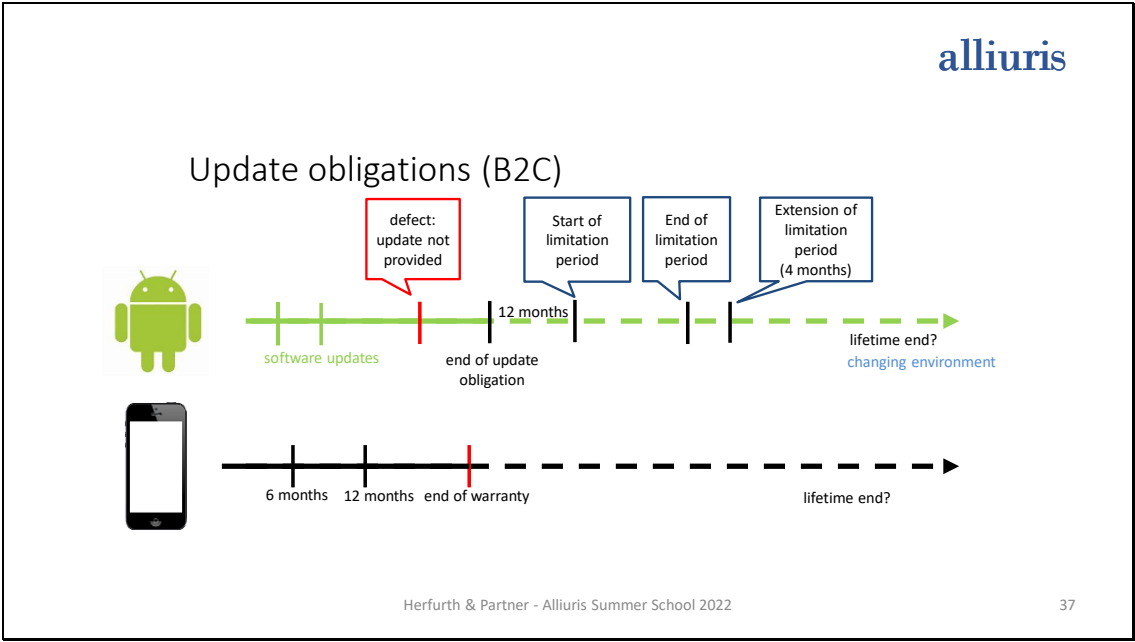 alliuris
Update obligations (B2C)
defect:
update not
provided
Start of
limitation
period
End of
limitation
period
Extension of
limitation
period
(4 months)
12 months
software updates
end of update
obligation
lifetime end?
changing environment
6 months
12 months
end of warranty
lifetime end?
Herfurth & Partner - Alliuris Summer School 2022
37